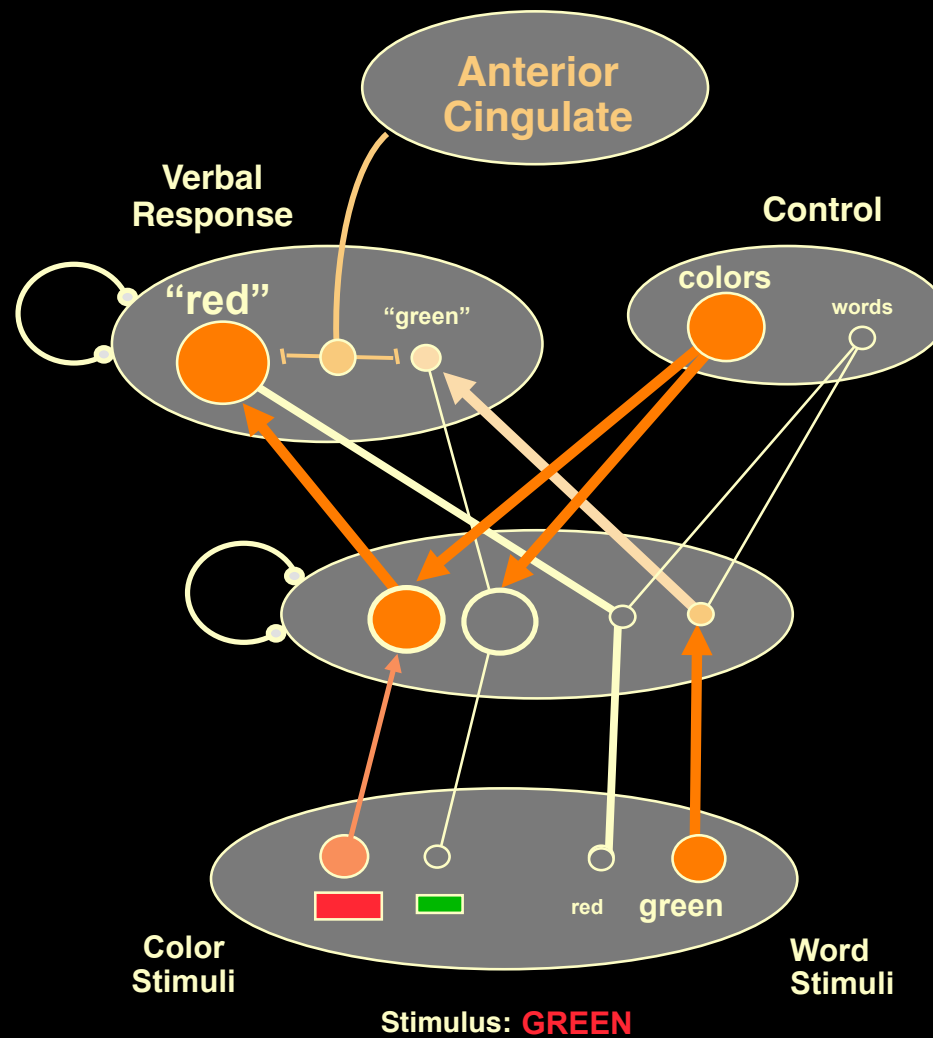 Anterior
Cingulate
Verbal
Response
Control
“red”
“green”
colors
words
red
green
Color
Stimuli
Word
Stimuli
Stimulus: GREEN